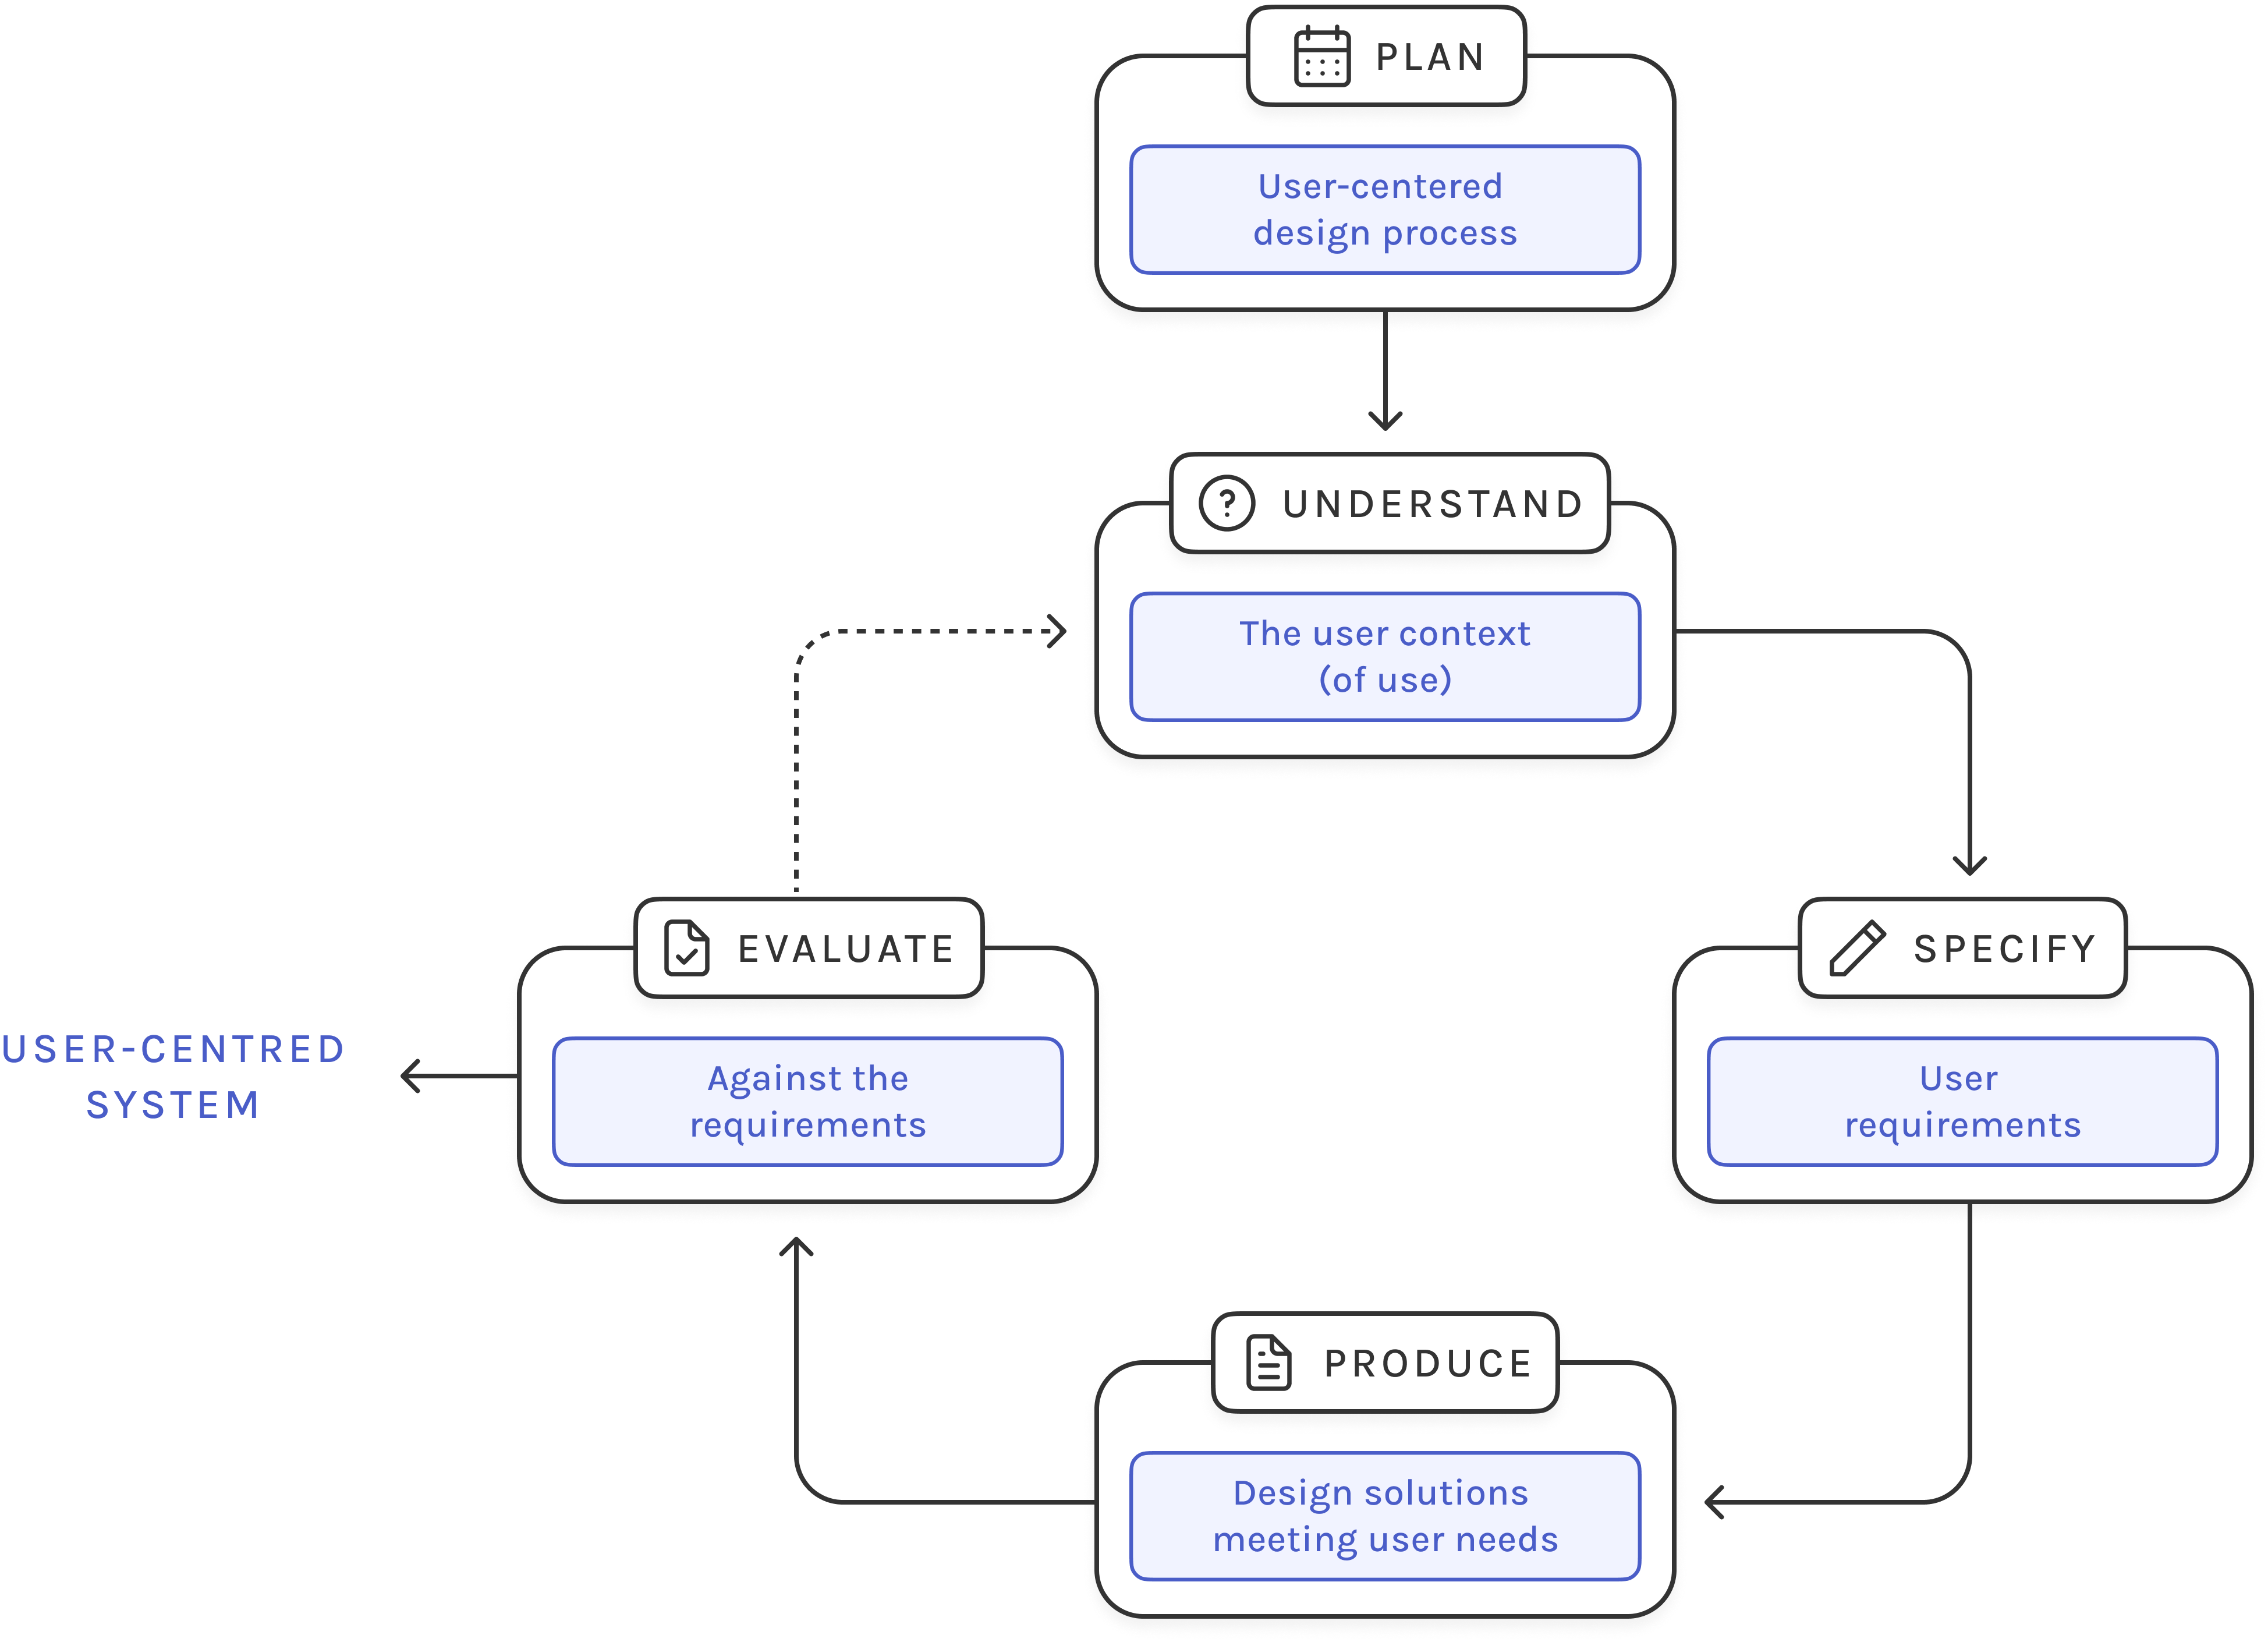 PLAN
User-centered
design process
UNDERSTAND
The user context
(of use)
EVALUATE
Against the
requirements
USER-CENTRED
SYSTEM
SPECIFY
User
requirements
PRODUCE
Design solutions
meeting user needs